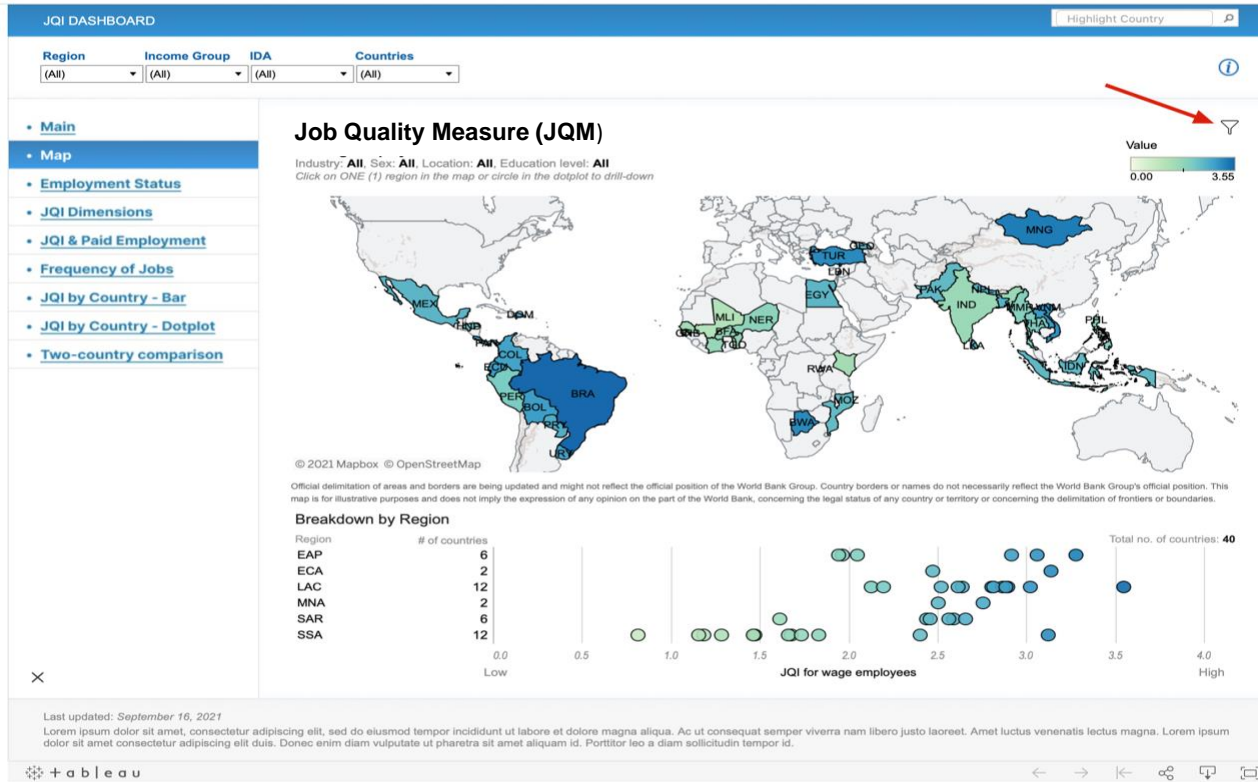 JQI DASHBOARD
Highlight Country
Region Income Group IDA Countries
(All) (All) (All) (All)
• Main
• Map
• Employment Status
• JQI Dimensions
• JQI & Paid Employment
• Frequency of Jobs
• JQI by Country - Bar
• JQI by Country - Dotplot
• Two-country comparison
Job Quality Measure (JQM)
Industry: All, Sex: All, Location: All, Education level: All
Click on ONE (1) region in the map or circle in the dotplot to drill-down
Value
0.00 3.55
MNG
GEO
TUR
LBN
EGY
PAK
NPL
IND
MMR
VNM
THA
PHL
LKA
IDN
MEX
DOM
HND
PAN
COL
ECU
PER
BRA
BOL
PRY
URY
MLI
NER
GNB
BFA
TGO
RWA
MOZ
BWA
© 2021 Mapbox © OpenStreetMap
Official delimitation of areas and borders are being updated and might not reflect the official position of the World Bank Group. Country borders or names do not necessarily reflect the World Bank Group's official position. This
map is for illustrative purposes and does not imply the expression of any opinion on the part of the World Bank, concerning the legal status of any country or territory or concerning the delimitation of frontiers or boundaries.
Breakdown by Region
Region # of countries Total no. of countries: 40
EAP 6
ECA 2
LAC 12
MNA 2
SAR 6
SSA 12
0.0 0.5 1.0 1.5 2.0 2.5 3.0 3.5 4.0
Low JQI for wage employees High
Last updated: September 16, 2021
Lorem ipsum dolor sit amet, consectetur adipiscing elit, sed do eiusmod tempor incididunt ut labore et dolore magna aliqua. Ac ut consequat semper viverra nam libero justo laoreet. Amet luctus venenatis lectus magna. Lorem ipsum
dolor sit amet consectetur adipiscing elit duis. Donec enim diam vulputate ut pharetra sit amet aliquam id. Porttitor leo a diam sollicitudin tempor id.
+ableau